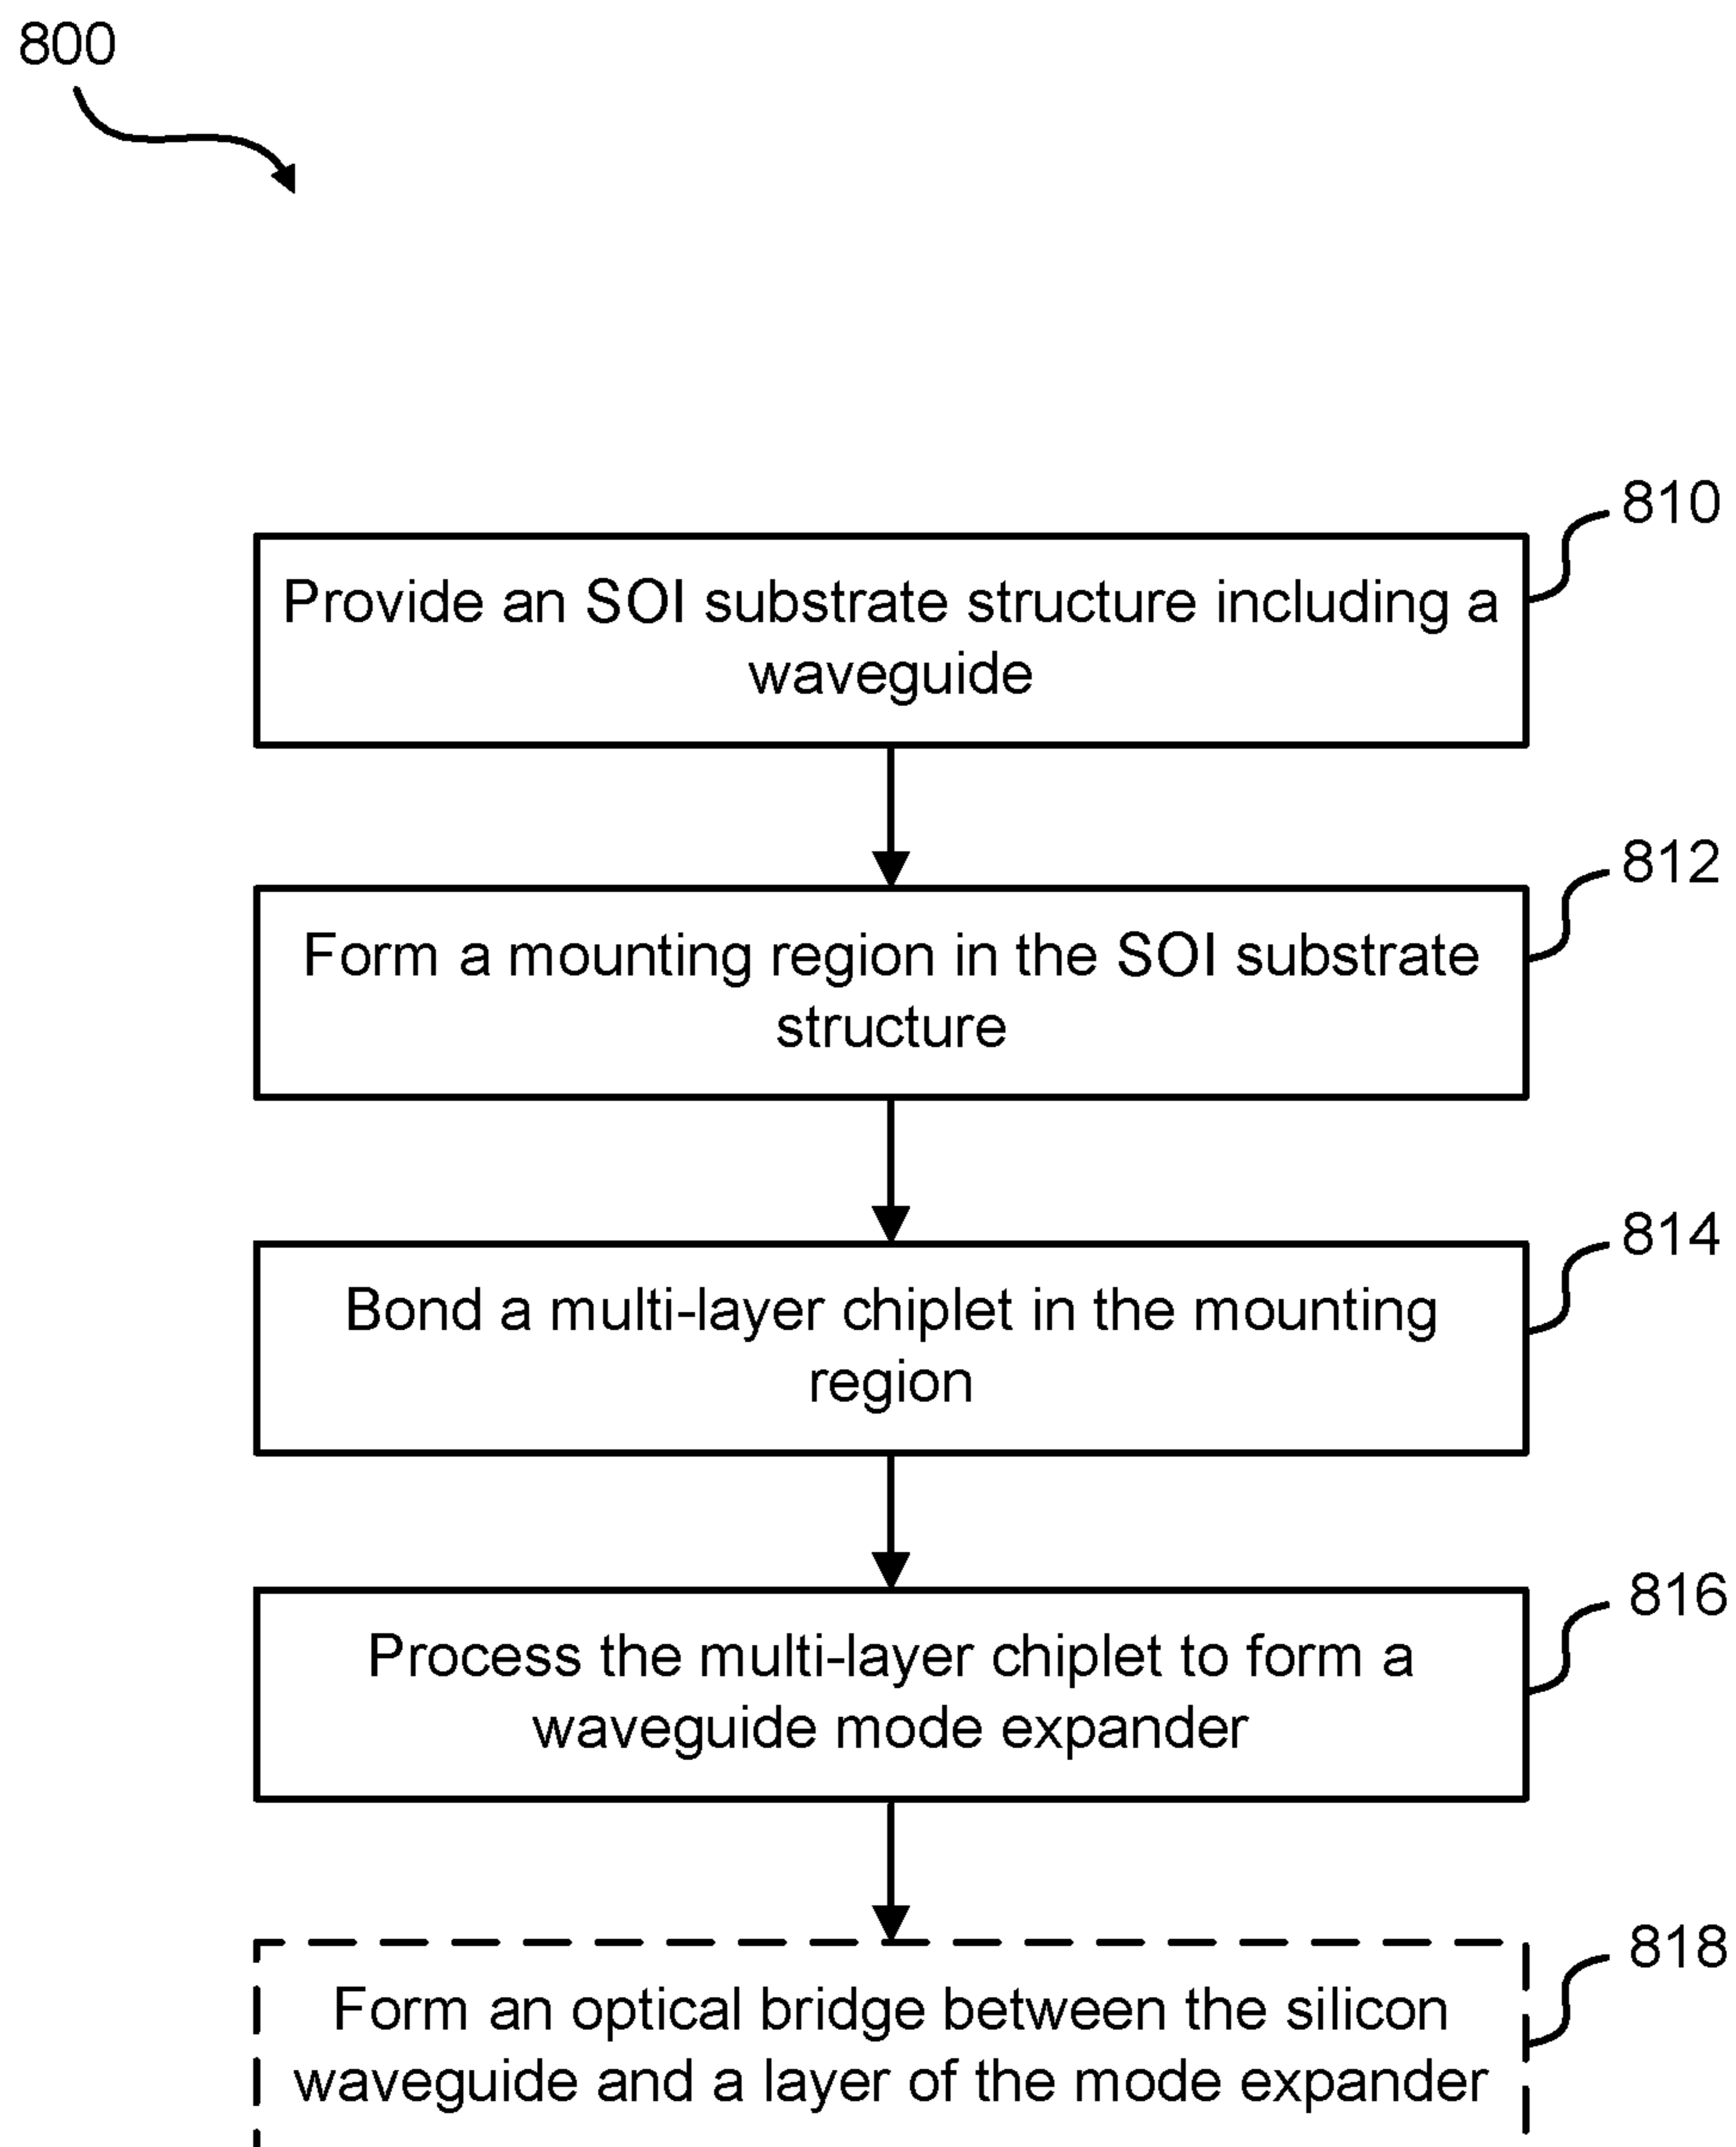 800
810
Provide an SOI substrate structure including a
waveguide
812
Form a mounting region in the SOI substrate
structure
814
Bond a multi-layer chiplet in the mounting
region
816
Process the multi-layer chiplet to form a
waveguide mode expander
818
Form an optical bridge between the silicon
waveguide and a layer of the mode expander